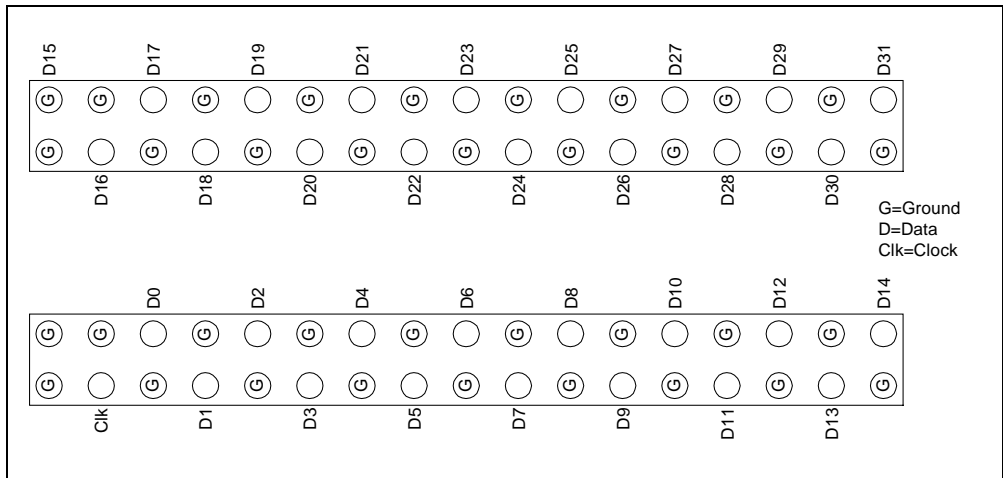 D15 D17 D19 D21 D23 D25 D27 D29 D31
G G G G G G G G G
G G G G G G G G G
D16 D18 D20 D22 D24 D26 D28 D30
G=Ground
D=Data
Clk=Clock
D0 D2 D4 D6 D8 D10 D12 D14
G G G G G G G G G
G G G G G G G G G
Clk D1 D3 D5 D7 D9 D11 D13